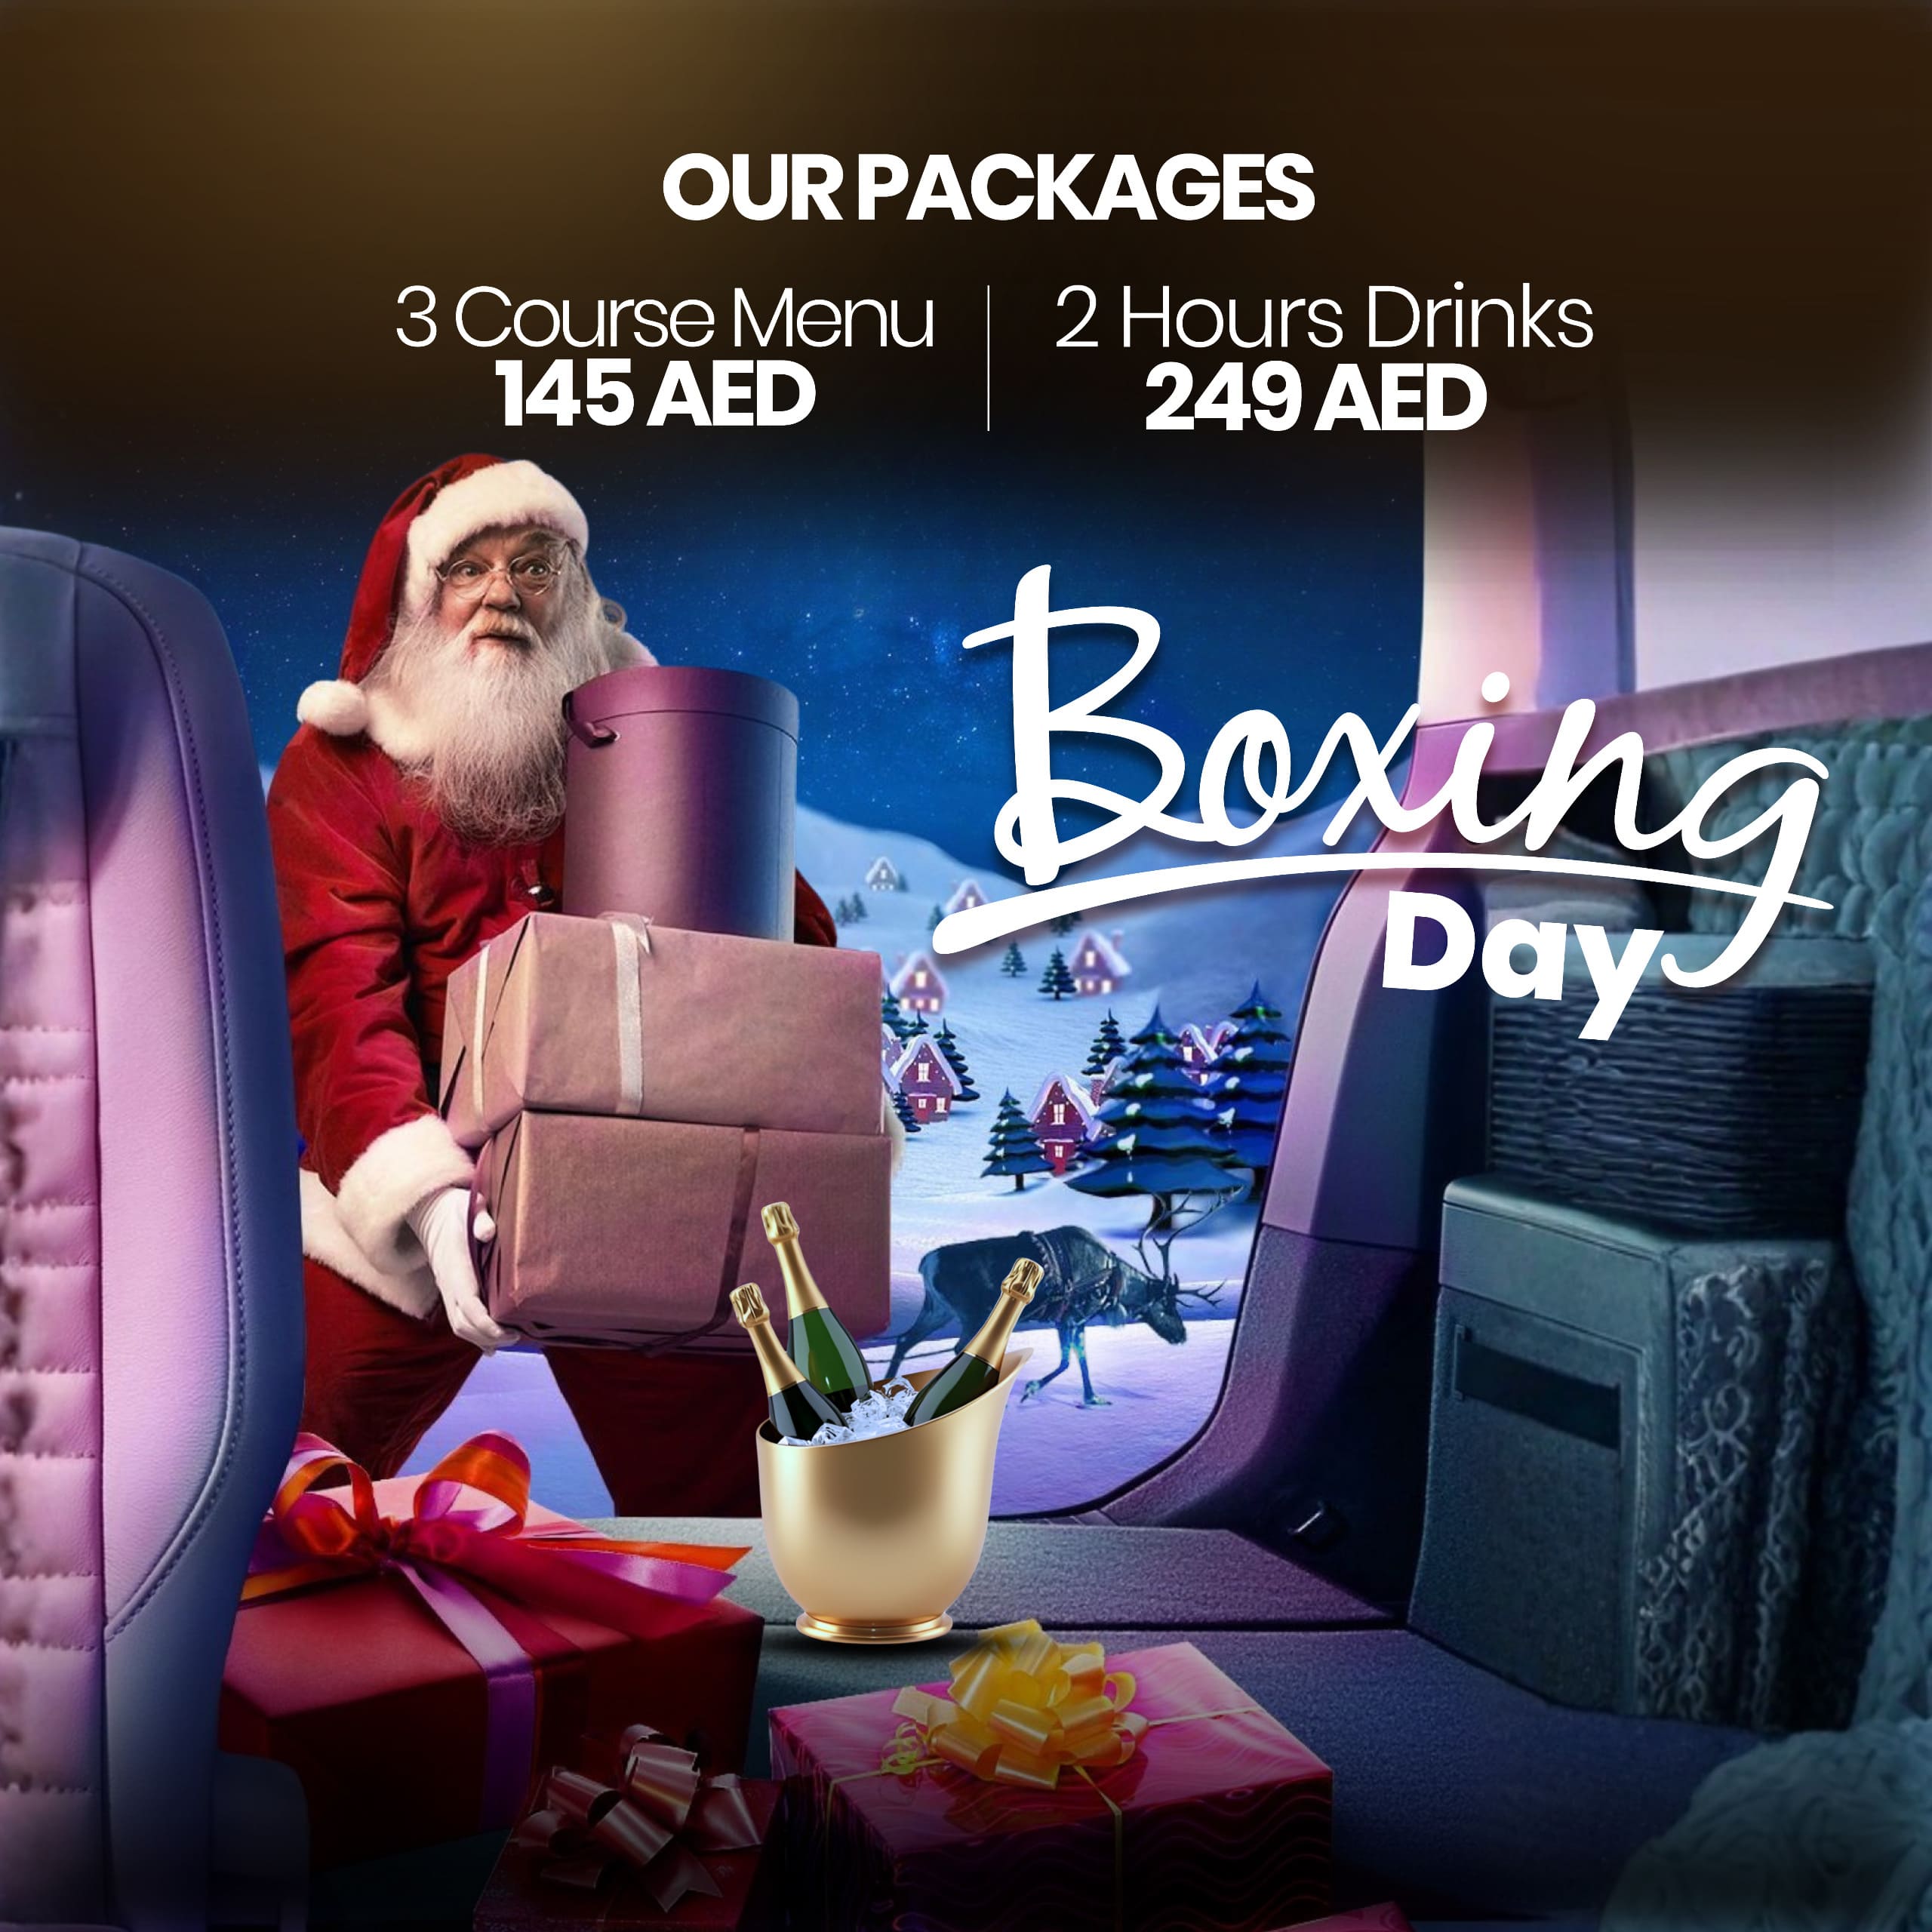 OUR PACKAGES
3 Course Menu
145 AED
2 Hours Drinks
249 AED
Boxing
Day